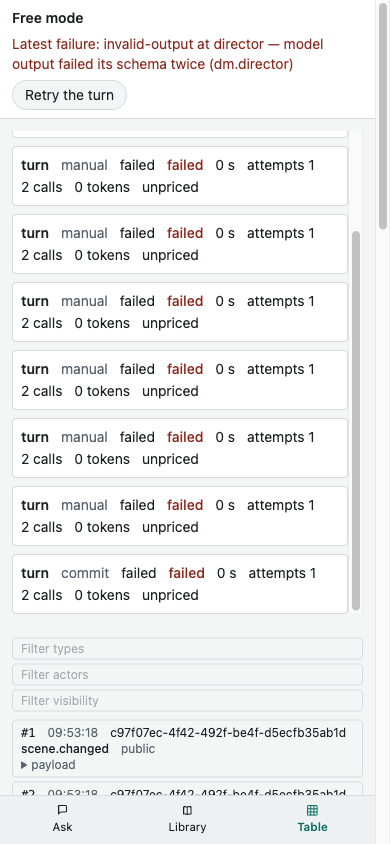 Free mode
Latest failure: invalid-output at director — model
output failed its schema twice (dm.director)
Retry the turn
turn manual failed failed 0 s attempts 1
2 calls 0 tokens unpriced
turn manual failed failed 0 s attempts 1
2 calls 0 tokens unpriced
turn manual failed failed 0 s attempts 1
2 calls 0 tokens unpriced
turn manual failed failed 0 s attempts 1
2 calls 0 tokens unpriced
turn manual failed failed 0 s attempts 1
2 calls 0 tokens unpriced
turn manual failed failed 0 s attempts 1
2 calls 0 tokens unpriced
turn commit failed failed 0 s attempts 1
2 calls 0 tokens unpriced
Filter types
Filter actors
Filter visibility
#1 09:53:18 c97f07ec-4f42-492f-be4f-d5ecfb35ab1d
scene.changed public
▶ payload
#2 09:53:18 c97f07ec-4f42-492f-be4f-d5ecfb35ab1d
Ask Library Table